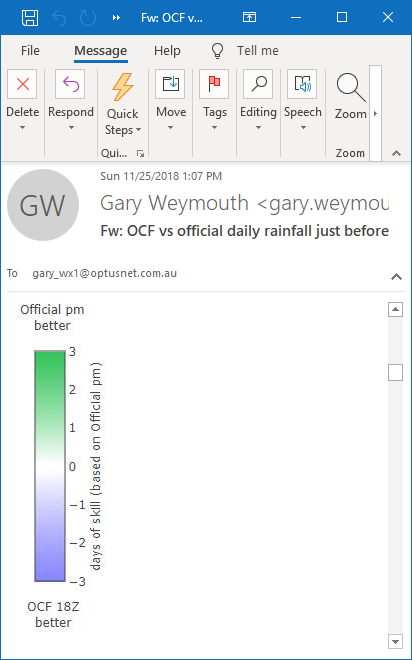 Fw: OCF v...
File Message Help Tell me
Delete
Respond
Quick
Steps
Move
Tags
Editing
Speech
Zoom
Qui...
Zoom
GW
Sun 11/25/2018 1:07 PM
Gary Weymouth <gary.weymou
Fw: OCF vs official daily rainfall just before
To gary_wx1@optusnet.com.au
Official pm
better
3
2
1
0
−1
−2
−3
days of skill (based on Official pm)
OCF 18Z
better